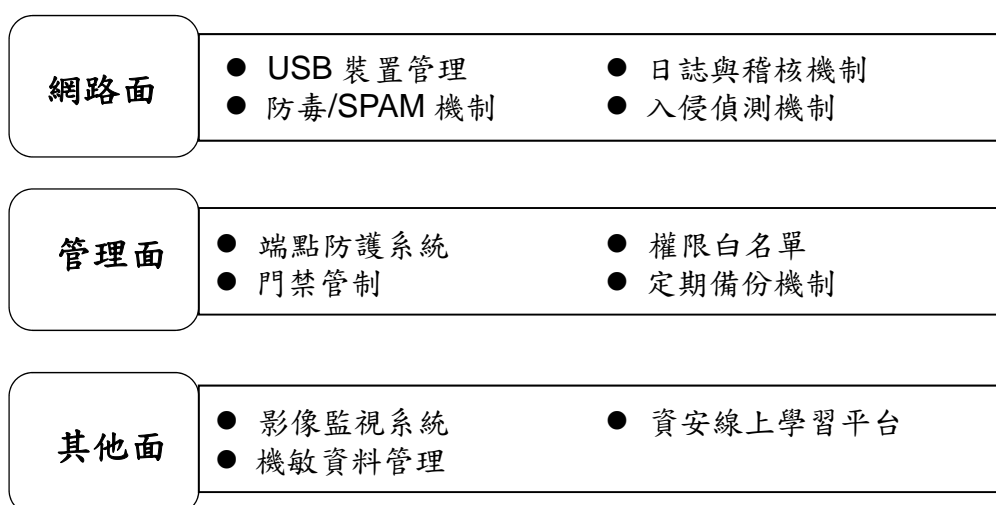 網路面
● USB 裝置管理
● 防毒/SPAM 機制
● 日誌與稽核機制
● 入侵偵測機制
管理面
● 端點防護系統
● 門禁管制
● 權限白名單
● 定期備份機制
其他面
● 影像監視系統
● 機敏資料管理
● 資安線上學習平台